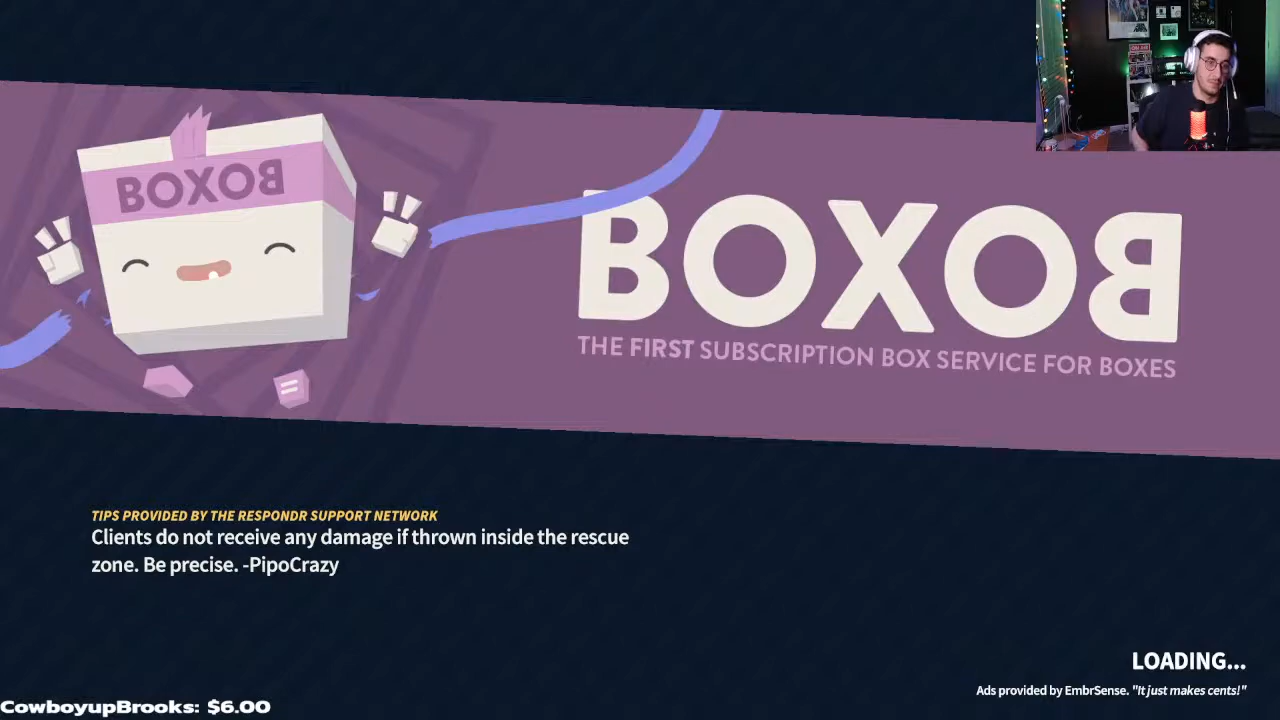 BOXOB
BOXOB
THE FIRST SUBSCRIPTION BOX SERVICE FOR BOXES
TIPS PROVIDED BY THE RESPONDR SUPPORT NETWORK
Clients do not receive any damage if thrown inside the rescue
zone. Be precise. -PipoCrazy
LOADING...
Ads provided by EmbrSense. "It just makes cents!"
CowboyupBrooks: $6.00